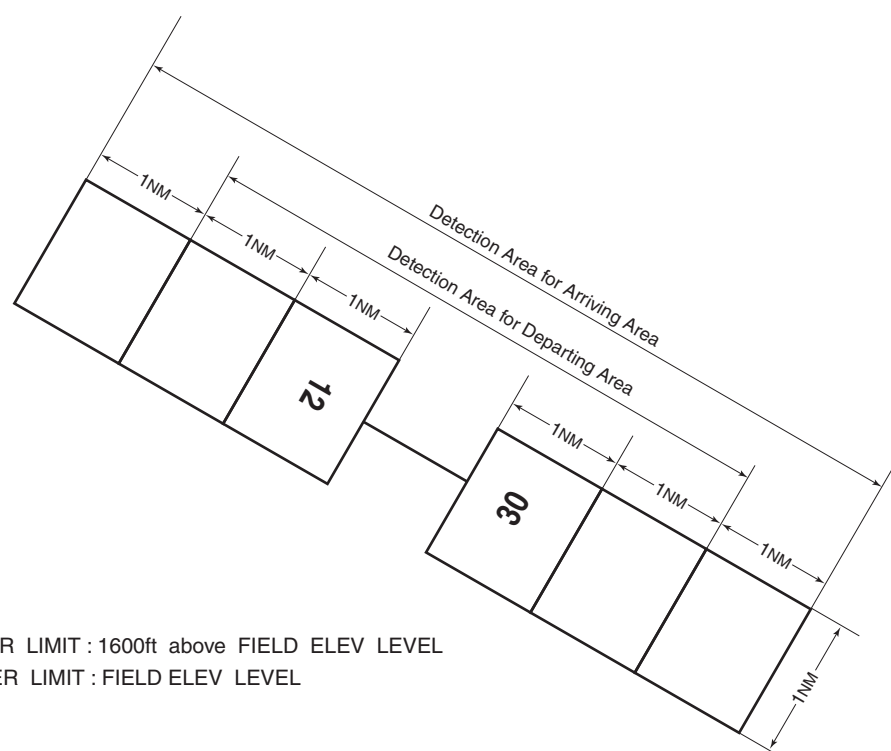 Detection Area for Arriving Area
Detection Area for Departing Area
1NM
1NM
1NM
12
30
1NM
1NM
1NM
1NM
R LIMIT : 1600ft above FIELD ELEV LEVEL
ER LIMIT : FIELD ELEV LEVEL